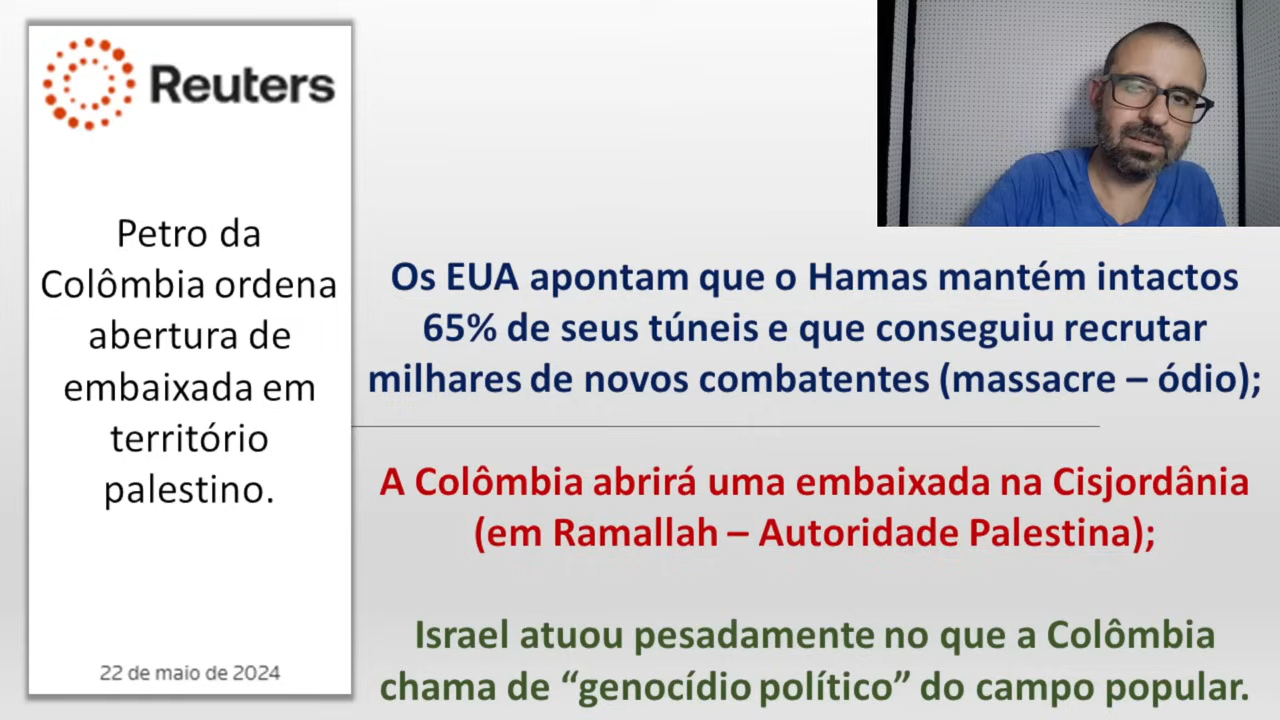 Reuters
Petro da
Colômbia ordena
abertura de
embaixada em
território
palestino.
22 de maio de 2024
Os EUA apontam que o Hamas mantém intactos
65% de seus túneis e que conseguiu recrutar
milhares de novos combatentes (massacre – ódio);
A Colômbia abrirá uma embaixada na Cisjordânia
(em Ramallah – Autoridade Palestina);
Israel atuou pesadamente no que a Colômbia
chama de “genocídio político” do campo popular.